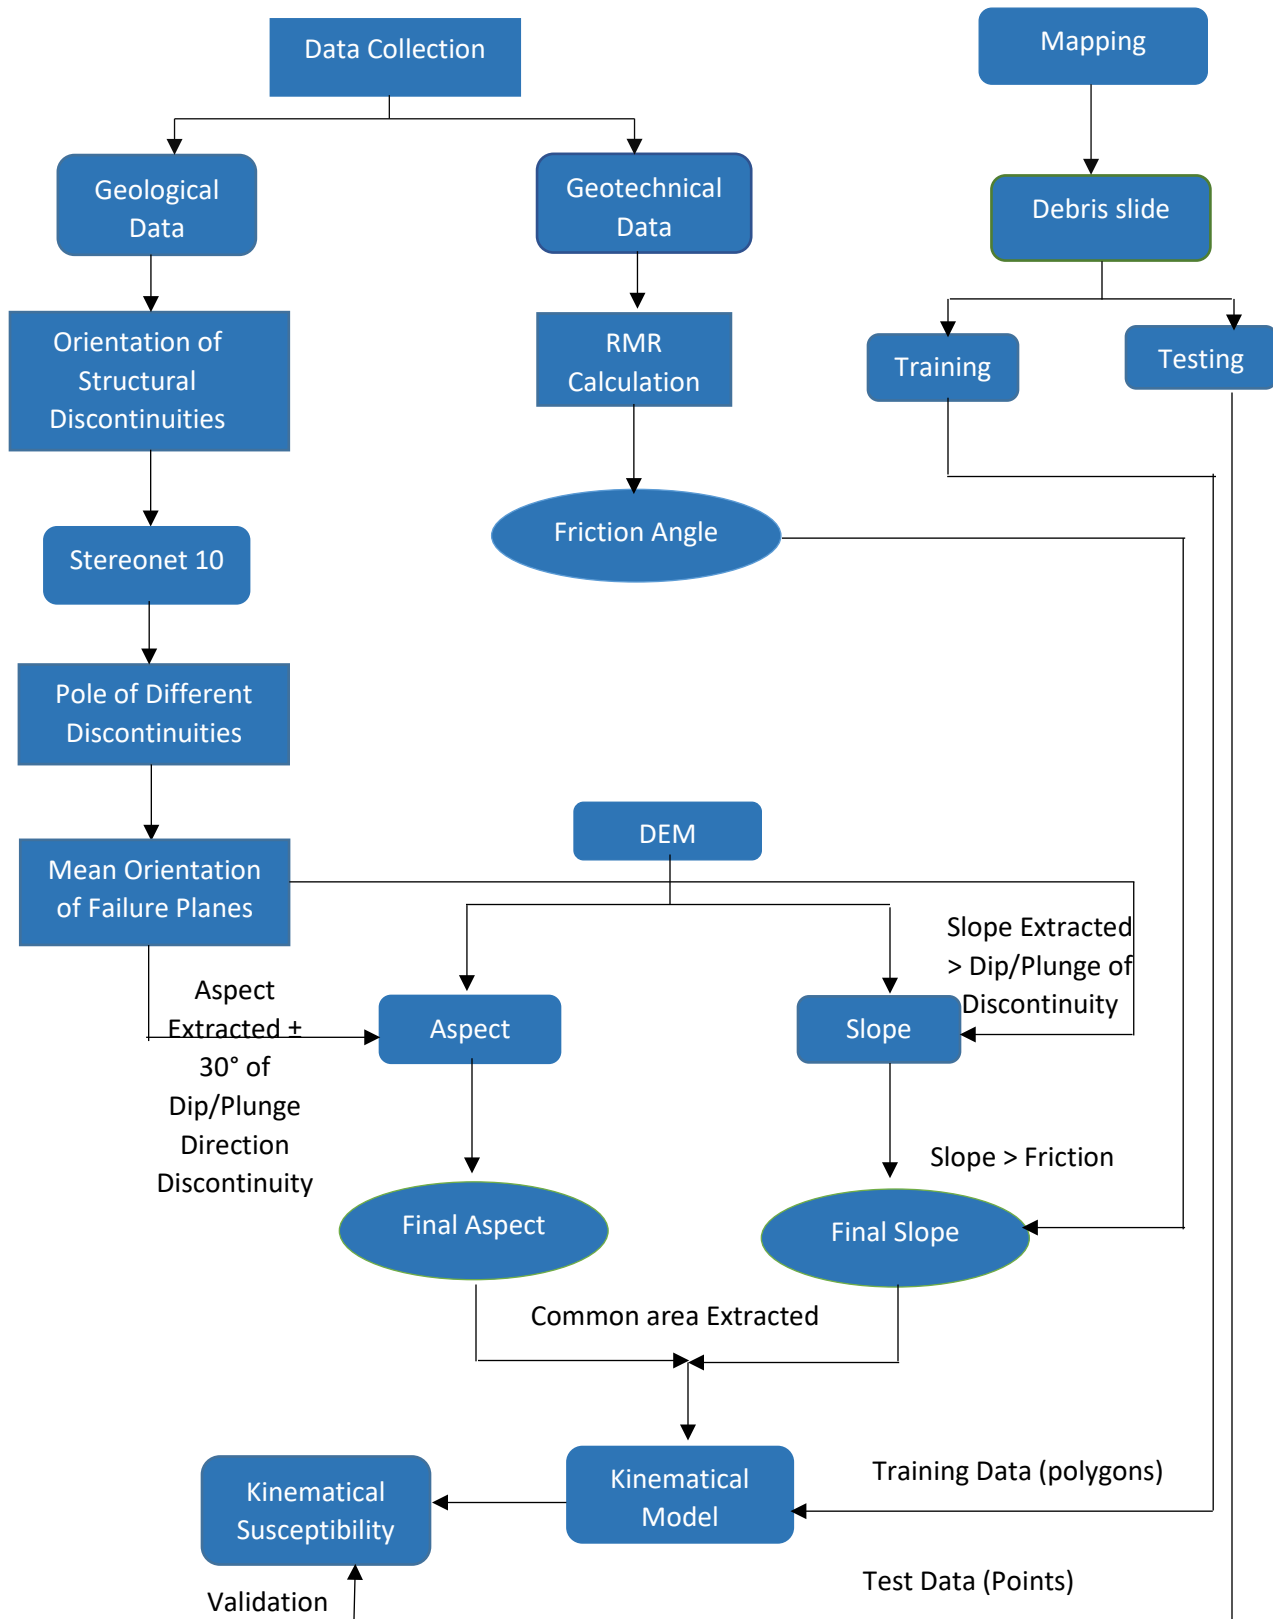 Data Collection
Mapping
Geological
Data
Geotechnical
Data
Debris slide
Orientation of
Structural
Discontinuities
RMR
Calculation
Training
Testing
Stereonet 10
Friction Angle
Pole of Different
Discontinuities
Mean Orientation
of Failure Planes
DEM
Slope Extracted
> Dip/Plunge of
Discontinuity
Aspect
Extracted ±
30° of
Dip/Plunge
Direction
Discontinuity
Aspect
Slope
Slope > Friction
Final Aspect
Final Slope
Common area Extracted
Kinematical
Susceptibility
Kinematical
Model
Training Data (polygons)
Validation
Test Data (Points)